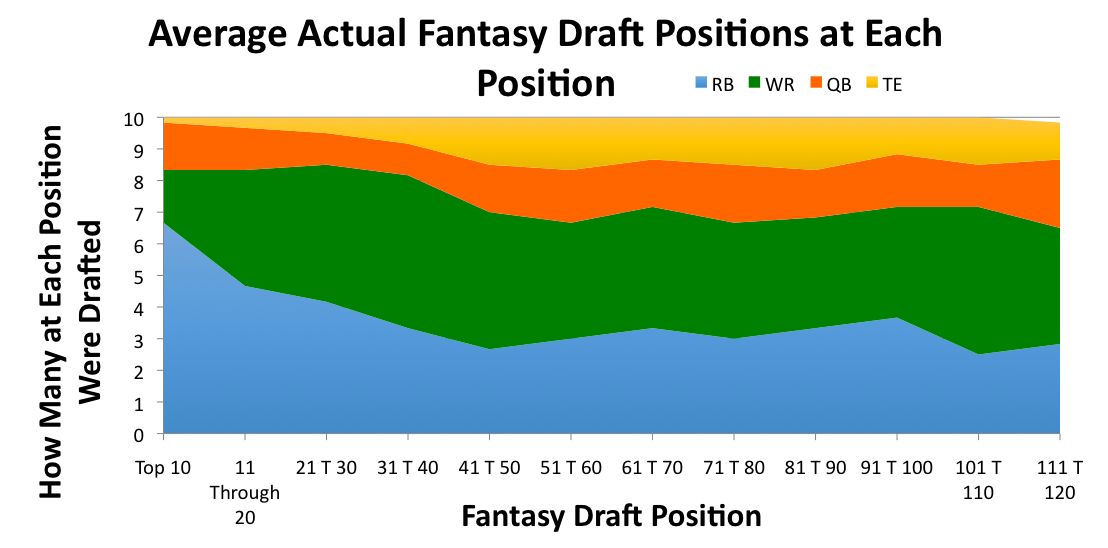 Average Actual Fantasy Draft Positions at Each
Position
RB WR QB TE
How Many at Each Position
Were Drafted
10
9
8
7
6
5
4
3
2
1
0
Top 10
11
Through
20
21 T 30
31 T 40
41 T 50
51 T 60
61 T 70
71 T 80
81 T 90
91 T 100
101 T
110
111 T
120
Fantasy Draft Position